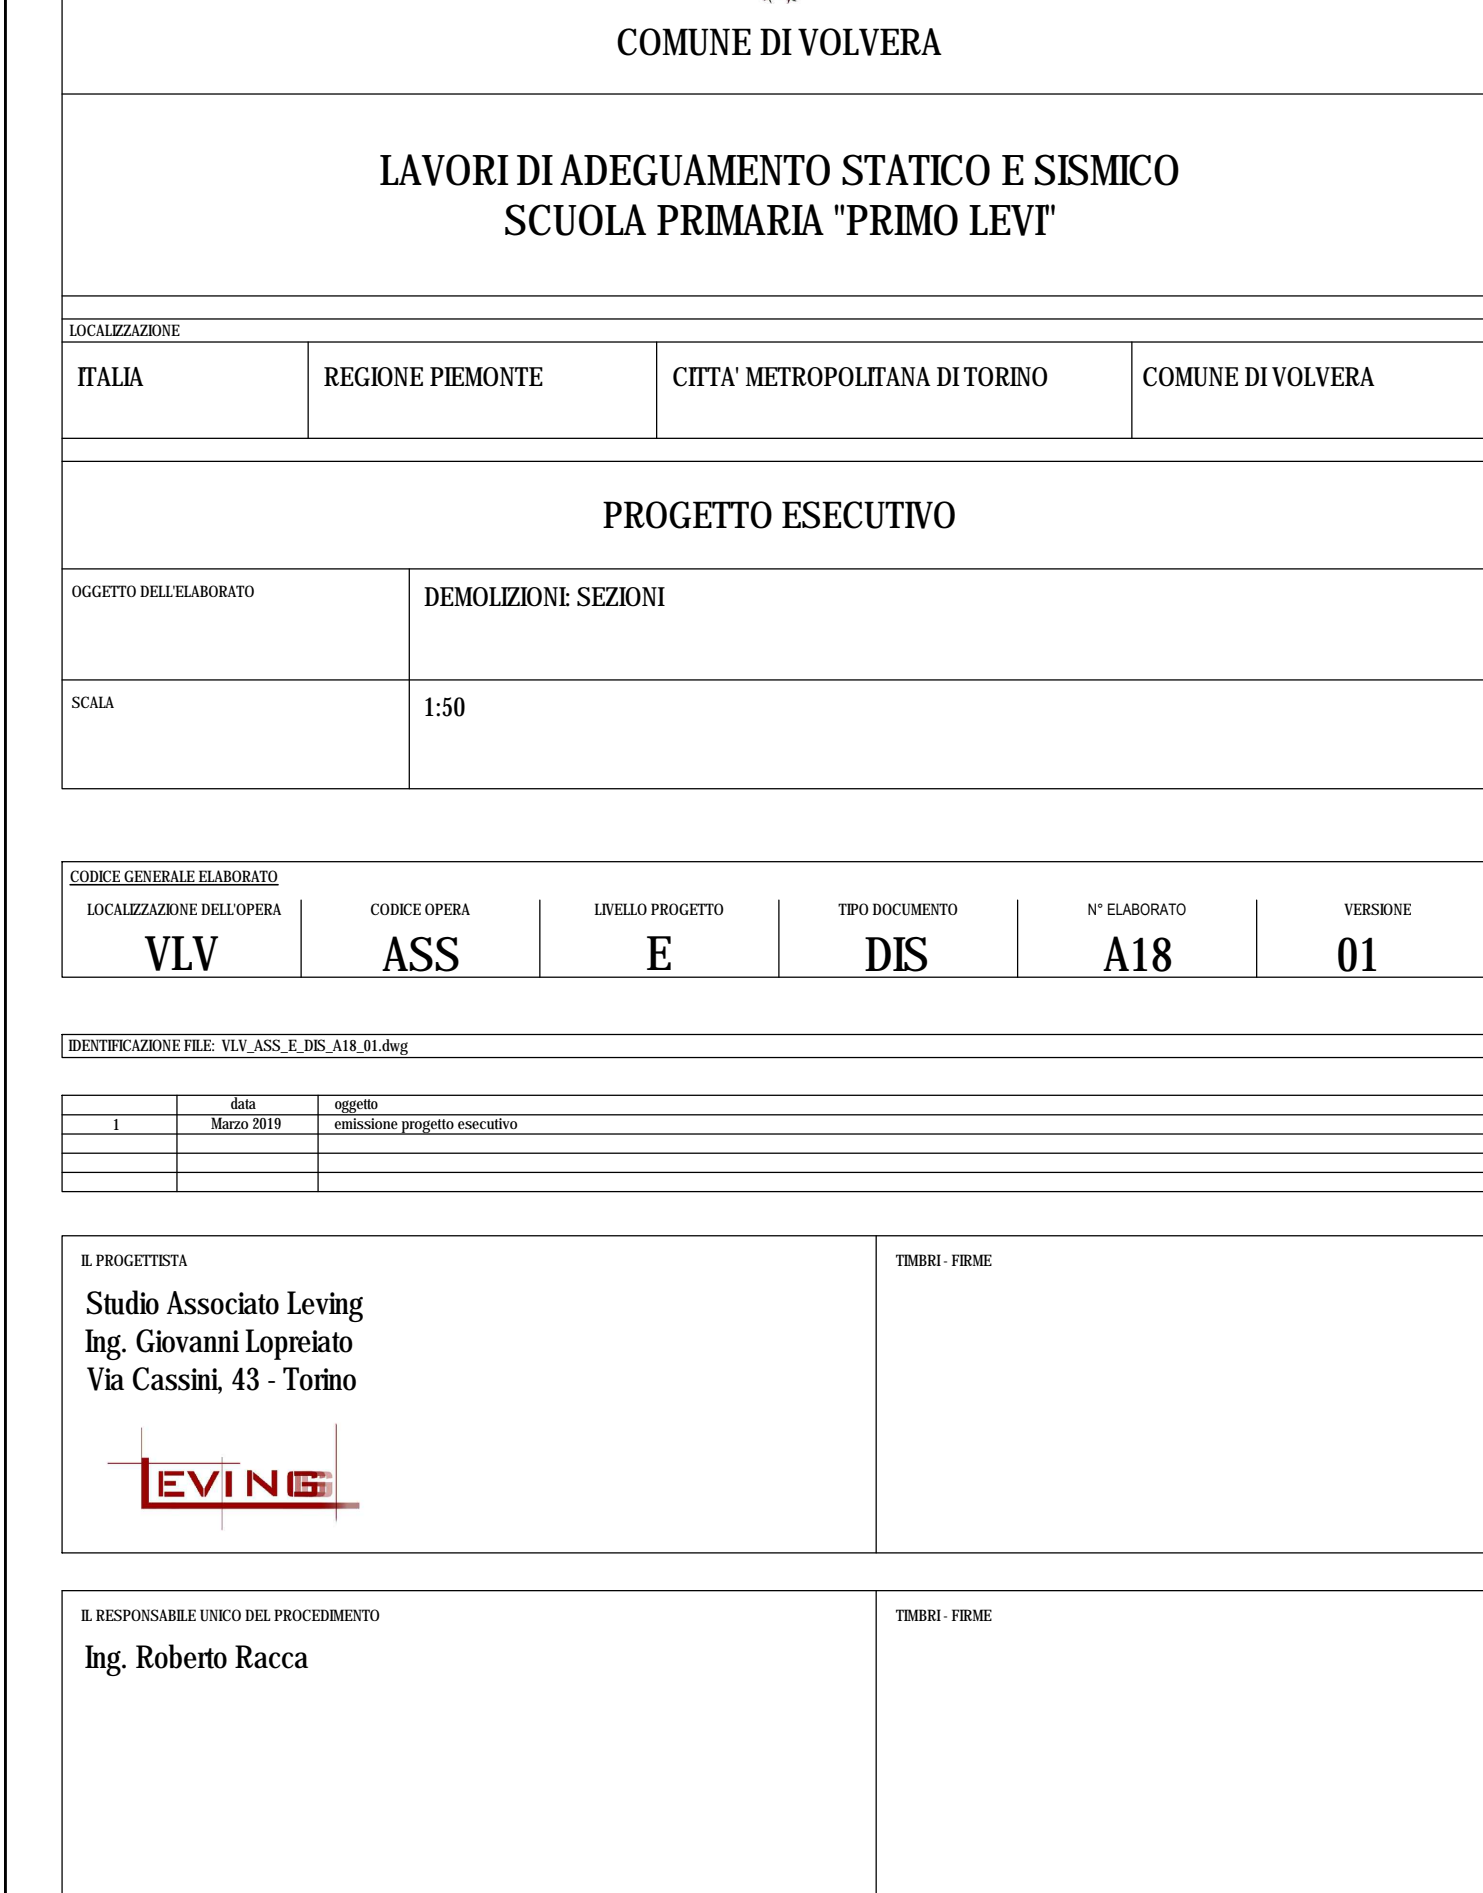 COMUNE DI VOLVERA
LAVORI DI ADEGUAMENTO STATICO E SISMICO
SCUOLA PRIMARIA "PRIMO LEVI"
LOCALIZZAZIONE
ITALIA
REGIONE PIEMONTE
CITTA' METROPOLITANA DI TORINO
COMUNE DI VOLVERA
PROGETTO ESECUTIVO
OGGETTO DELL'ELABORATO
DEMOLIZIONI: SEZIONI
SCALA
1:50
CODICE GENERALE ELABORATO
LOCALIZZAZIONE DELL'OPERA
CODICE OPERA
LIVELLO PROGETTO
TIPO DOCUMENTO
N° ELABORATO
VERSIONE
VLV
ASS
E
DIS
A18
01
IDENTIFICAZIONE FILE: VLV_ASS_E_DIS_A18_01.dwg
data
oggetto
1
Marzo 2019
emissione progetto esecutivo
IL PROGETTISTA
TIMBRI - FIRME
Studio Associato Leving
Ing. Giovanni Lopreiato
Via Cassini, 43 - Torino
LEVING
IL RESPONSABILE UNICO DEL PROCEDIMENTO
TIMBRI - FIRME
Ing. Roberto Racca